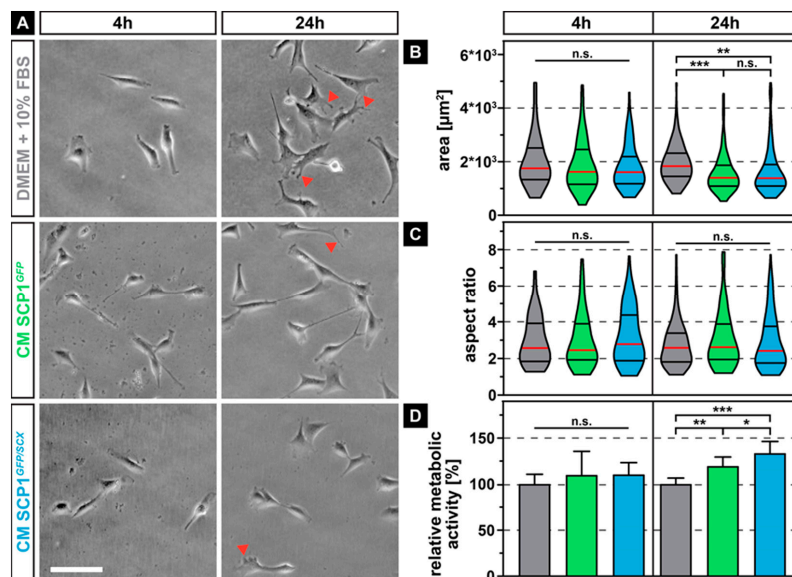 A
4h
24h
DMEM + 10% FBS
CM SCP1GFP
CM SCP1GFP/SCX
4h
24h
B
area [µm²]
6*10³
4*10³
2*10³
0
n.s.
**
***
n.s.
C
aspect ratio
8
6
4
2
0
n.s.
n.s.
D
relative metabolic
activity [%]
150
100
50
0
n.s.
***
**
*